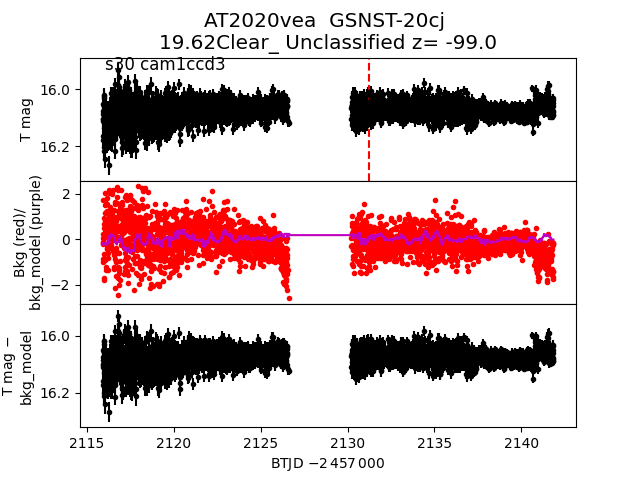 AT2020vea  GSNST-20cj
19.62Clear_ Unclassified z= -99.0
s30 cam1ccd3
16.0
16.2
T mag
2
0
−2
Bkg (red)/
bkg_model (purple)
16.0
16.2
T mag −
bkg_model
2115
2120
2125
2130
2135
2140
BTJD −2 457 000